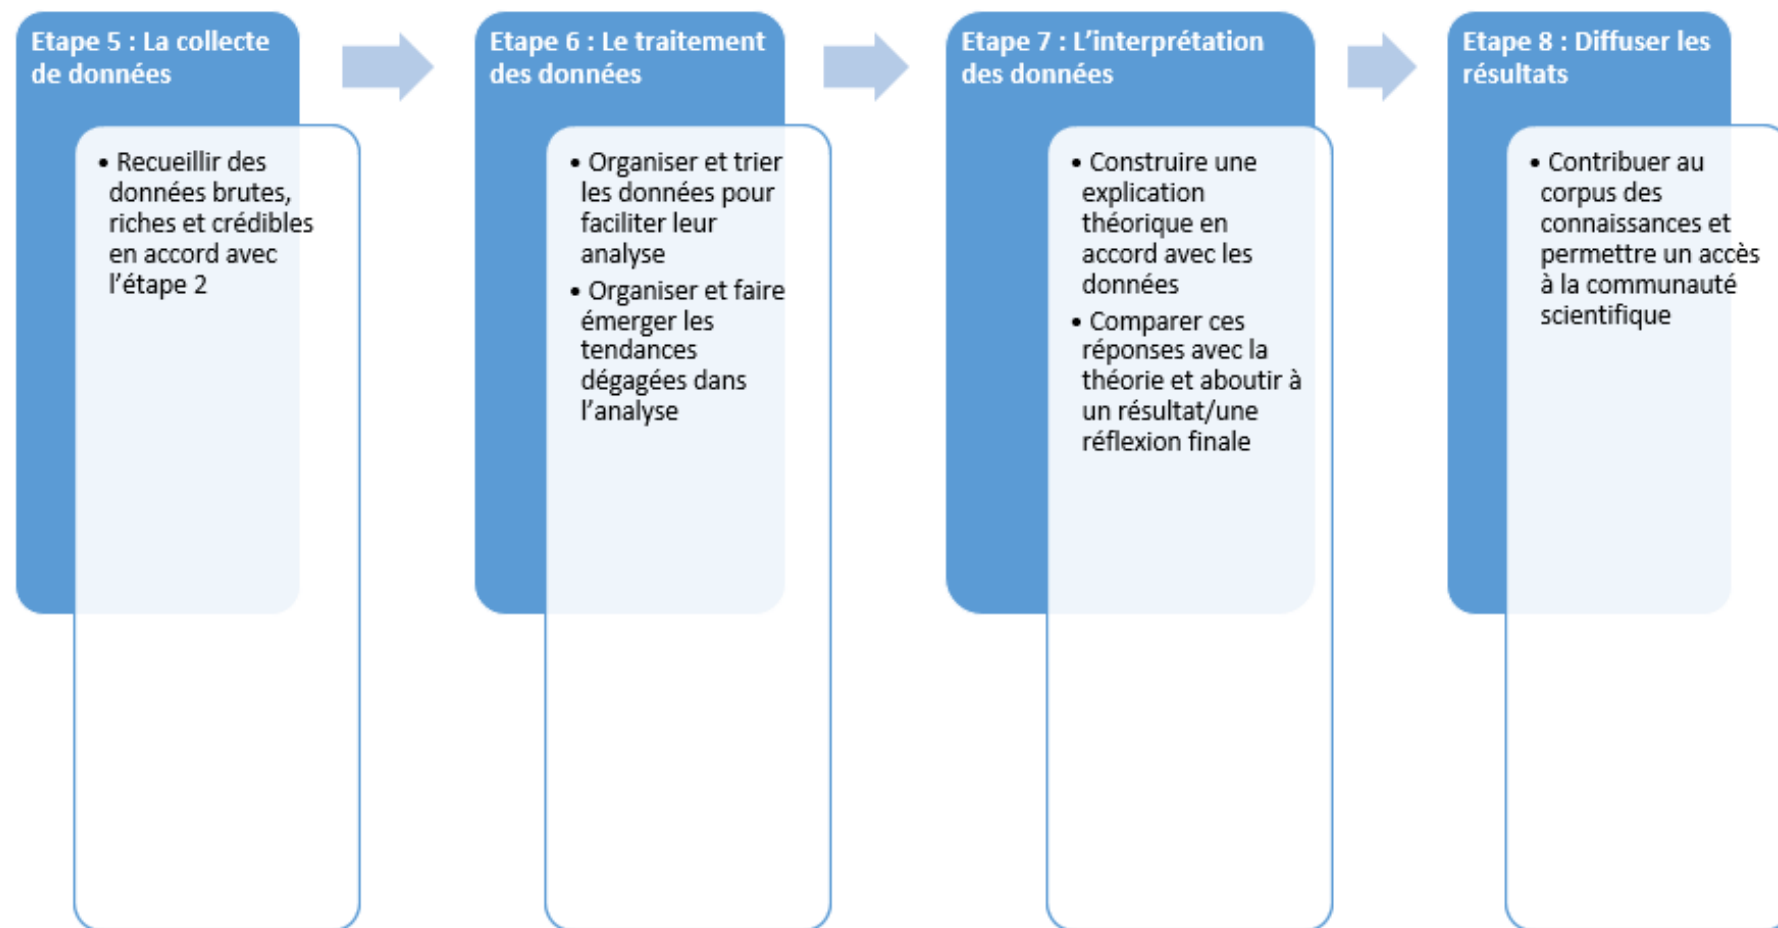 Etape 5 : La collecte
de données
• Recueillir des
données brutes,
riches et crédibles
en accord avec
l’étape 2
Etape 6 : Le traitement
des données
• Organiser et trier
les données pour
faciliter leur
analyse
• Organiser et faire
émerger les
tendances
dégagées dans
l’analyse
Etape 7 : L’interprétation
des données
• Construire une
explication
théorique en
accord avec les
données
• Comparer ces
réponses avec la
théorie et aboutir à
un résultat/une
réflexion finale
Etape 8 : Diffuser les
résultats
• Contribuer au
corpus des
connaissances et
permettre un accès
à la communauté
scientifique